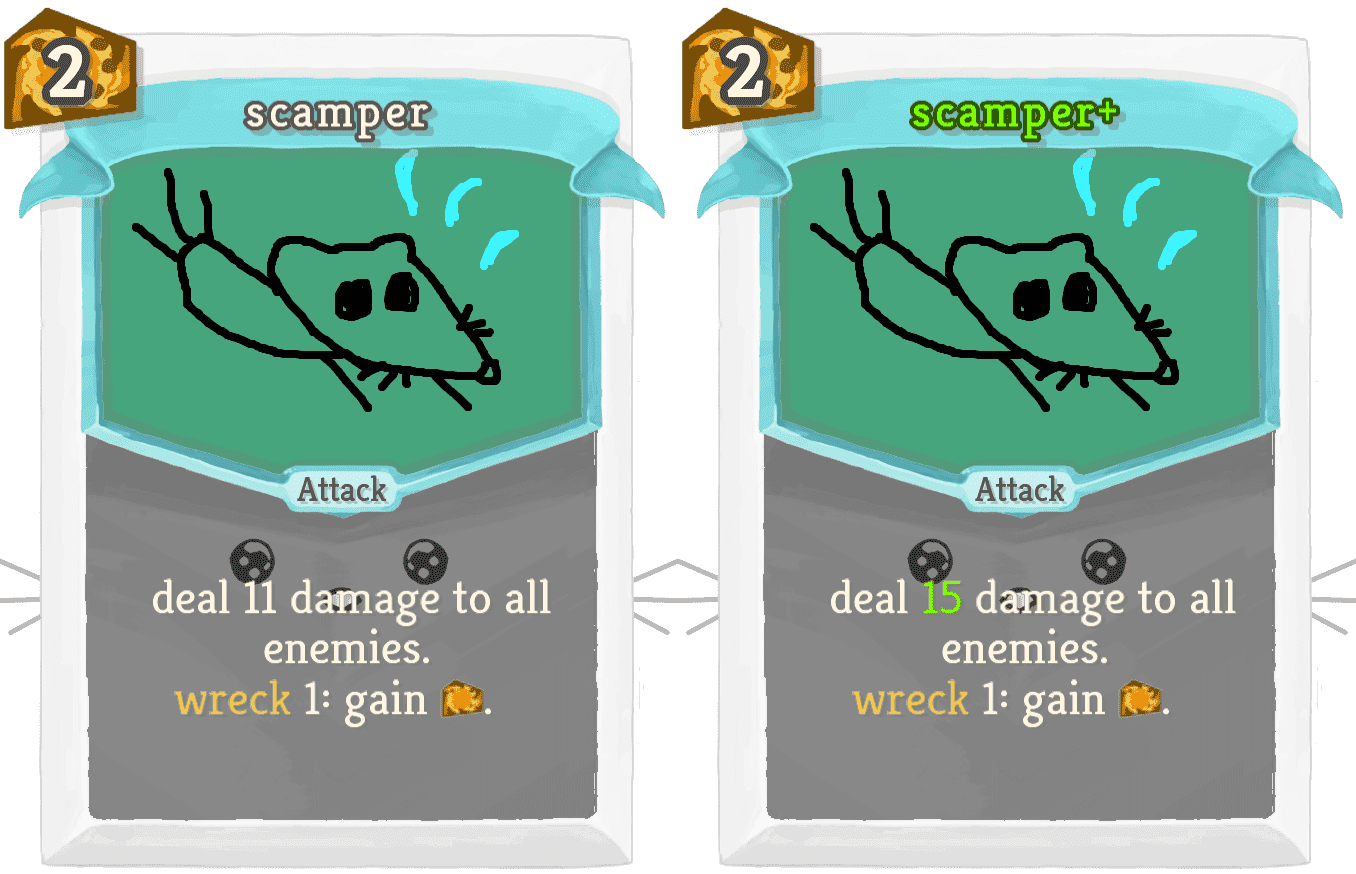 2
scamper
Attack
deal 11 damage to all
enemies.
wreck 1: gain .
2
scamper+
Attack
deal 15 damage to all
enemies.
wreck 1: gain .